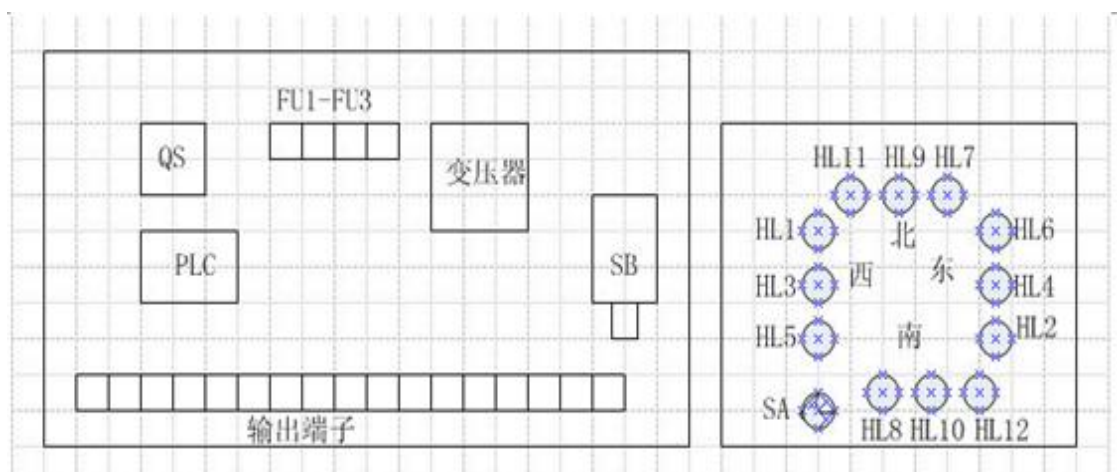 FU1-FU3
QS
变压器
PLC
SB
输出端子
HL11 HL9 HL7
HL1 北 HL6
西 东
HL3 HL4
HL5 南 HL2
SA
HL8 HL10 HL12